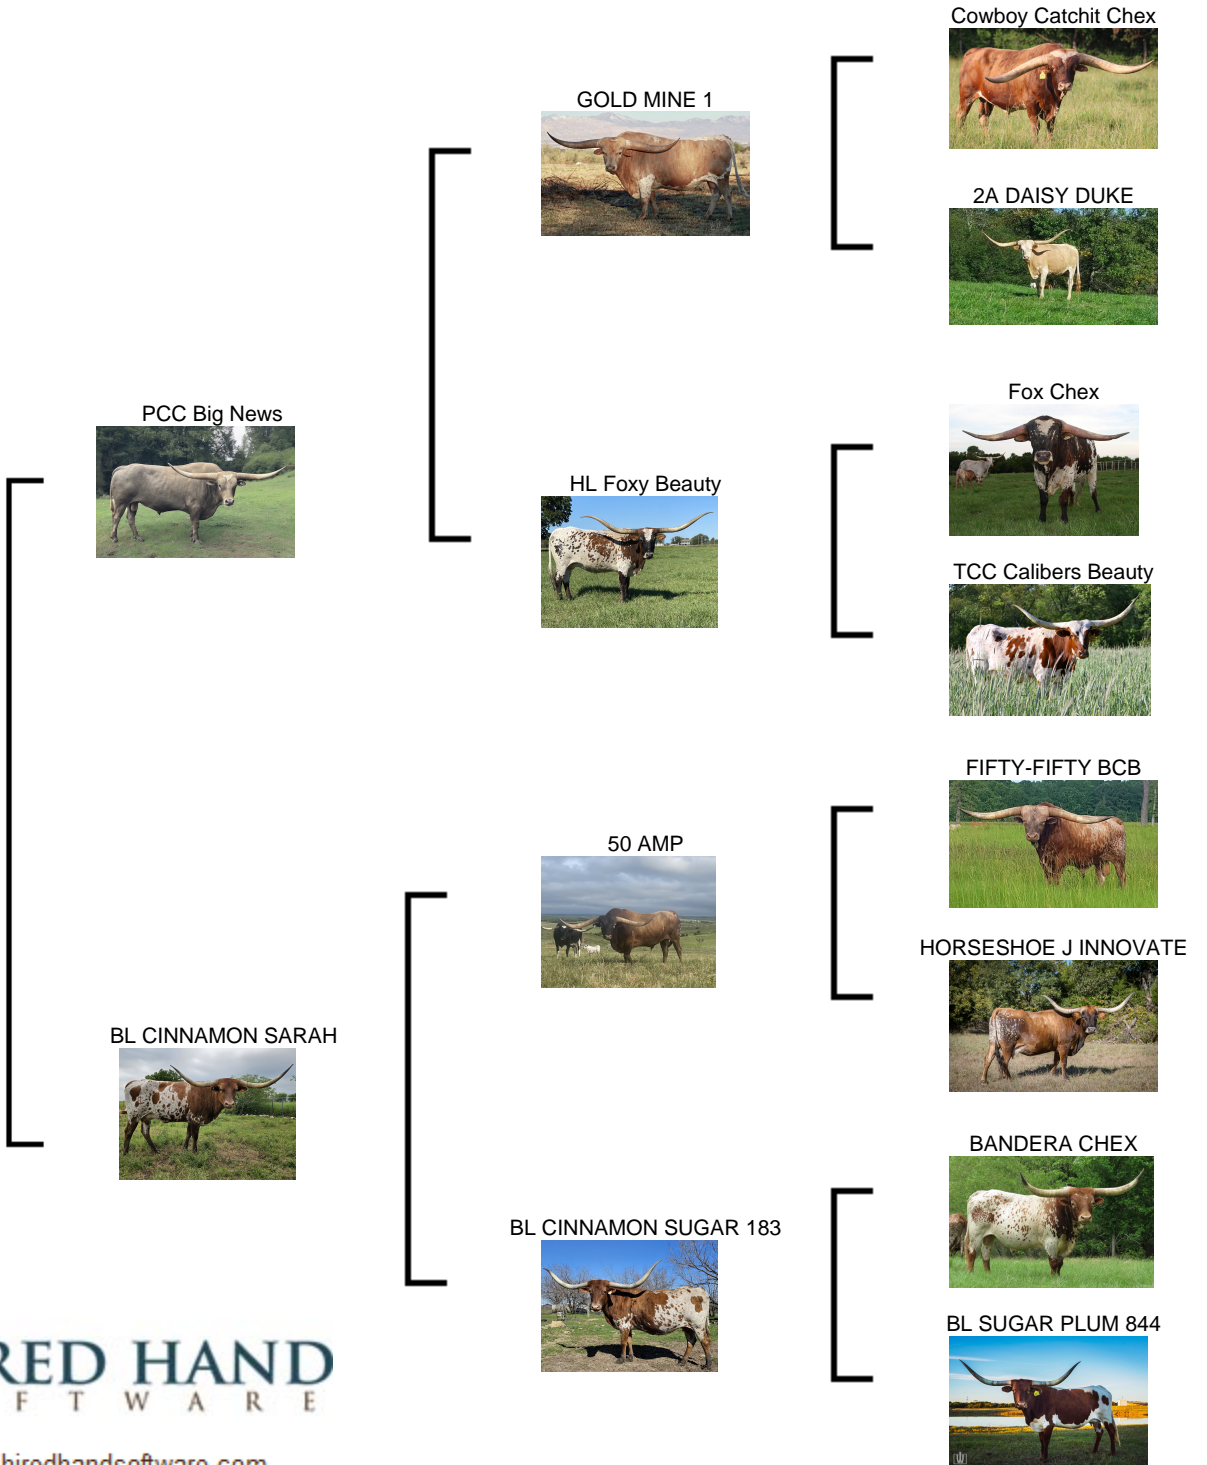 Cowboy Catchit Chex
GOLD MINE 1
2A DAISY DUKE
PCC Big News
Fox Chex
HL Foxy Beauty
TCC Calibers Beauty
FIFTY-FIFTY BCB
50 AMP
HORSESHOE J INNOVATE
BL CINNAMON SARAH
BANDERA CHEX
BL CINNAMON SUGAR 183
BL SUGAR PLUM 844
RED HAND
F T W A R E
hiredhandsoftware.com